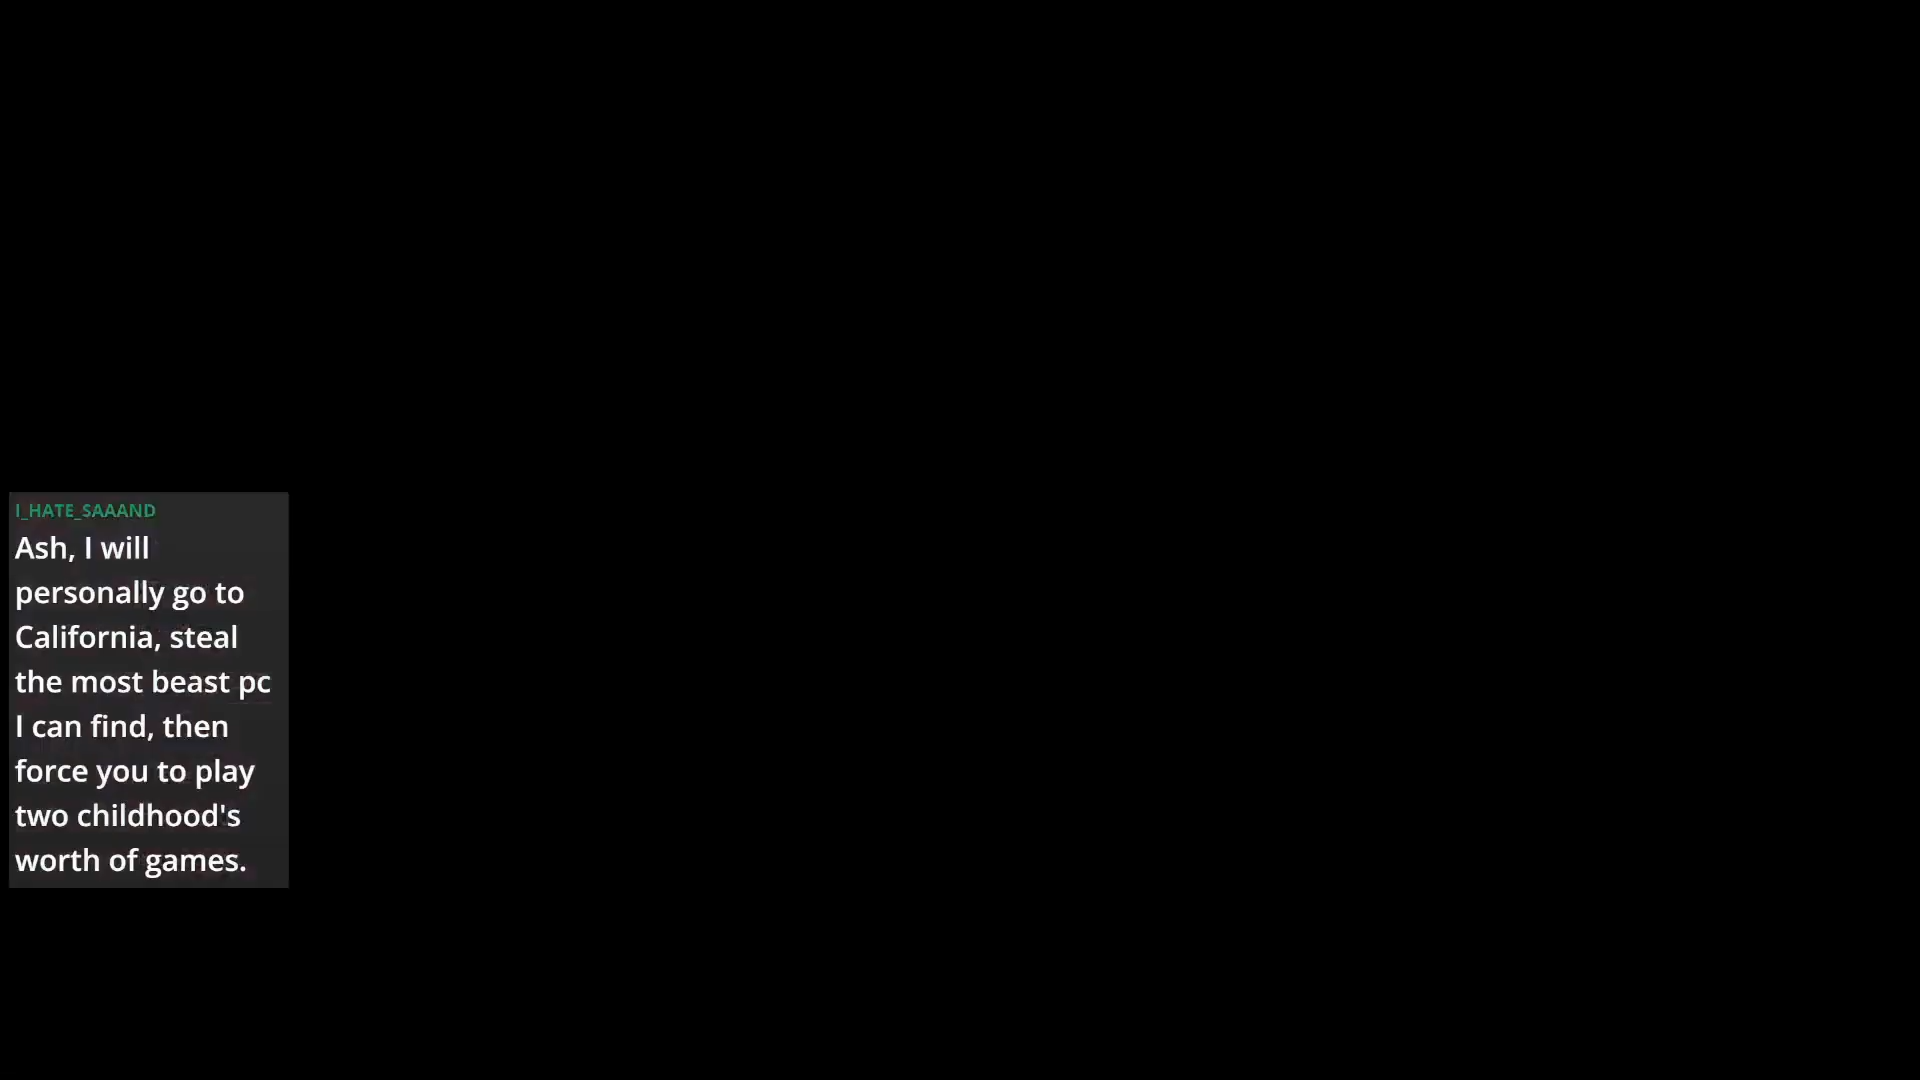 I_HATE_SAAAND
Ash, I will
personally go to
California, steal
the most beast pc
I can find, then
force you to play
two childhood's
worth of games.